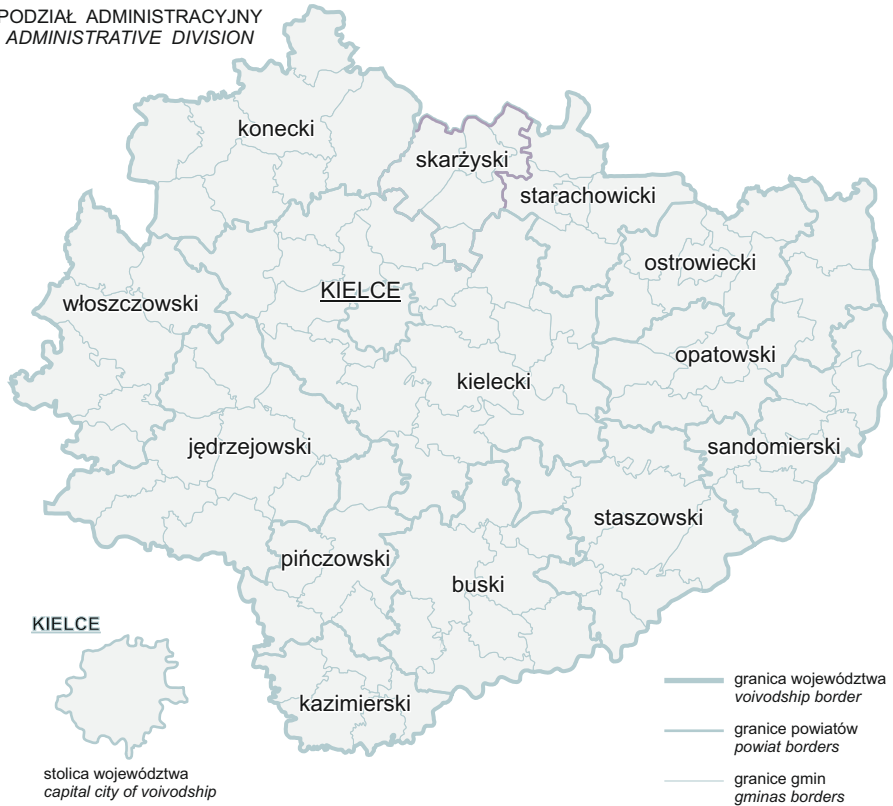 PODZIAŁ ADMINISTRACYJNY
ADMINISTRATIVE DIVISION
konecki
skarżyski
starachowicki
ostrowiecki
KIELCE
włoszczowski
opatowski
kielecki
jędrzejowski
sandomierski
staszowski
pińczowski
buski
kazimierski
KIELCE
stolica województwa
capital city of voivodship
granica województwa
voivodship border
granice powiatów
powiat borders
granice gmin
gminas borders